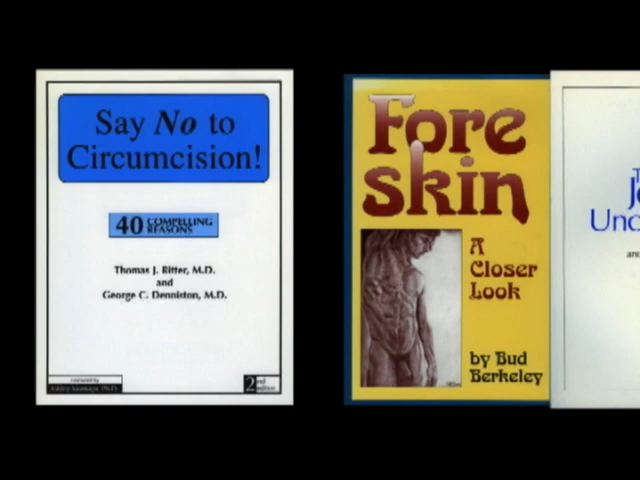 Say No to
Circumcision!
40 COMPELLING
REASONS
Thomas J. Ritter, M.D.
and
George C. Denniston, M.D.
2nd
edition
Fore
skin
A
Closer
Look
by Bud
Berkeley